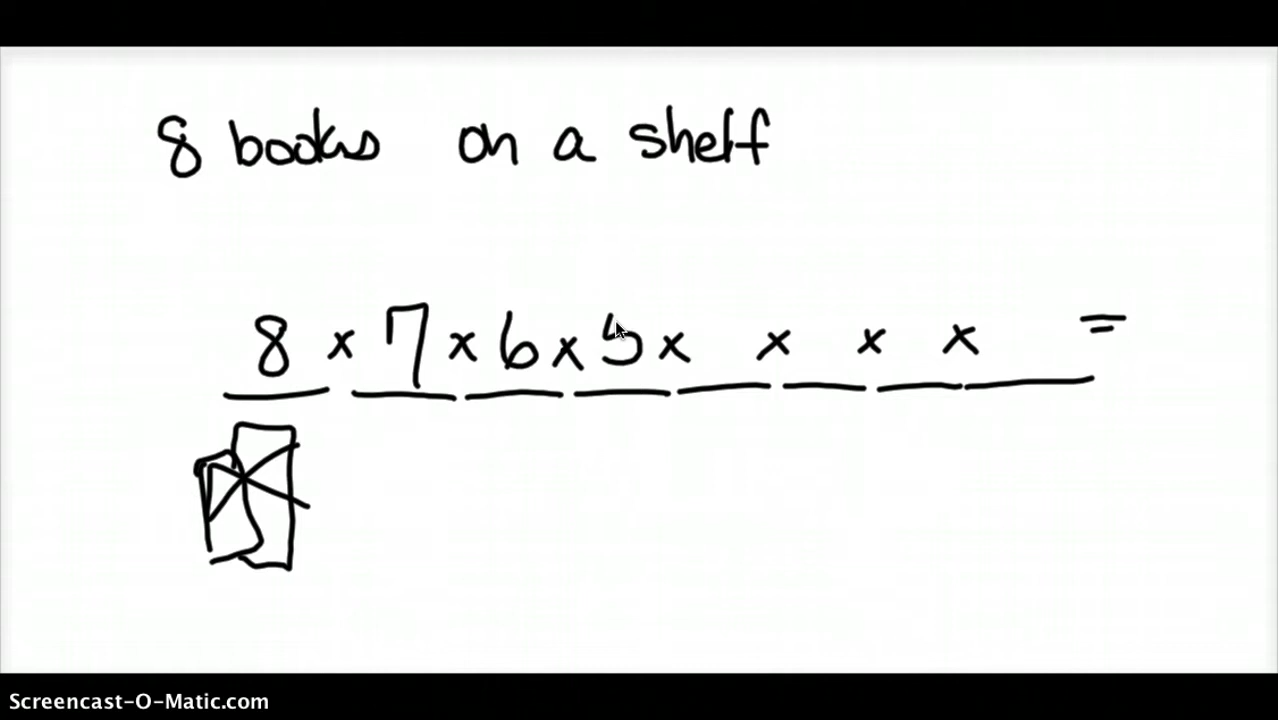 8 books on a shelf
8 x 7 x 6 x 5 x x x x =
Screencast-O-Matic.com